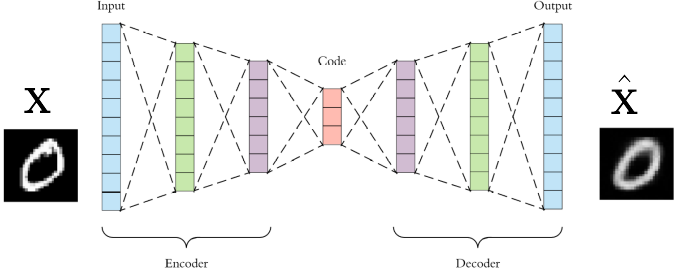 Input
Output
Code
x
x̂
Encoder
Decoder